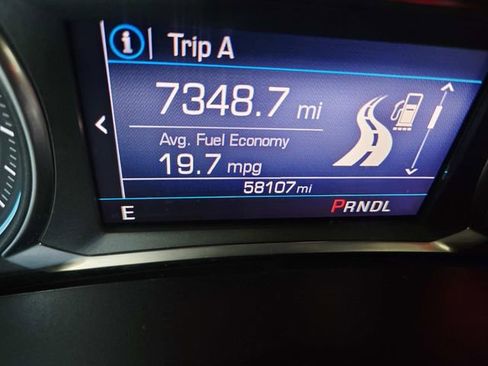 Trip A
7348.7 mi
Avg. Fuel Economy
19.7 mpg
58107 mi
E PRNDL